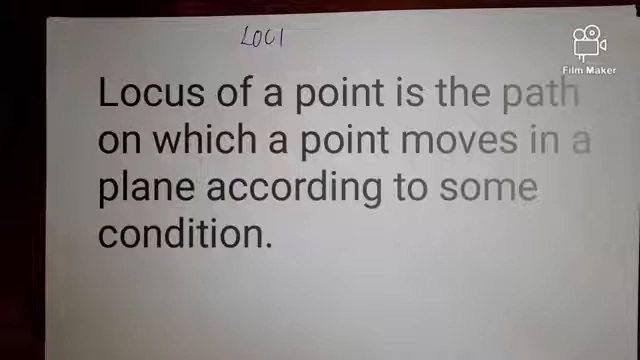 LOCI
Film Maker
Locus of a point is the path
on which a point moves in a
plane according to some
condition.